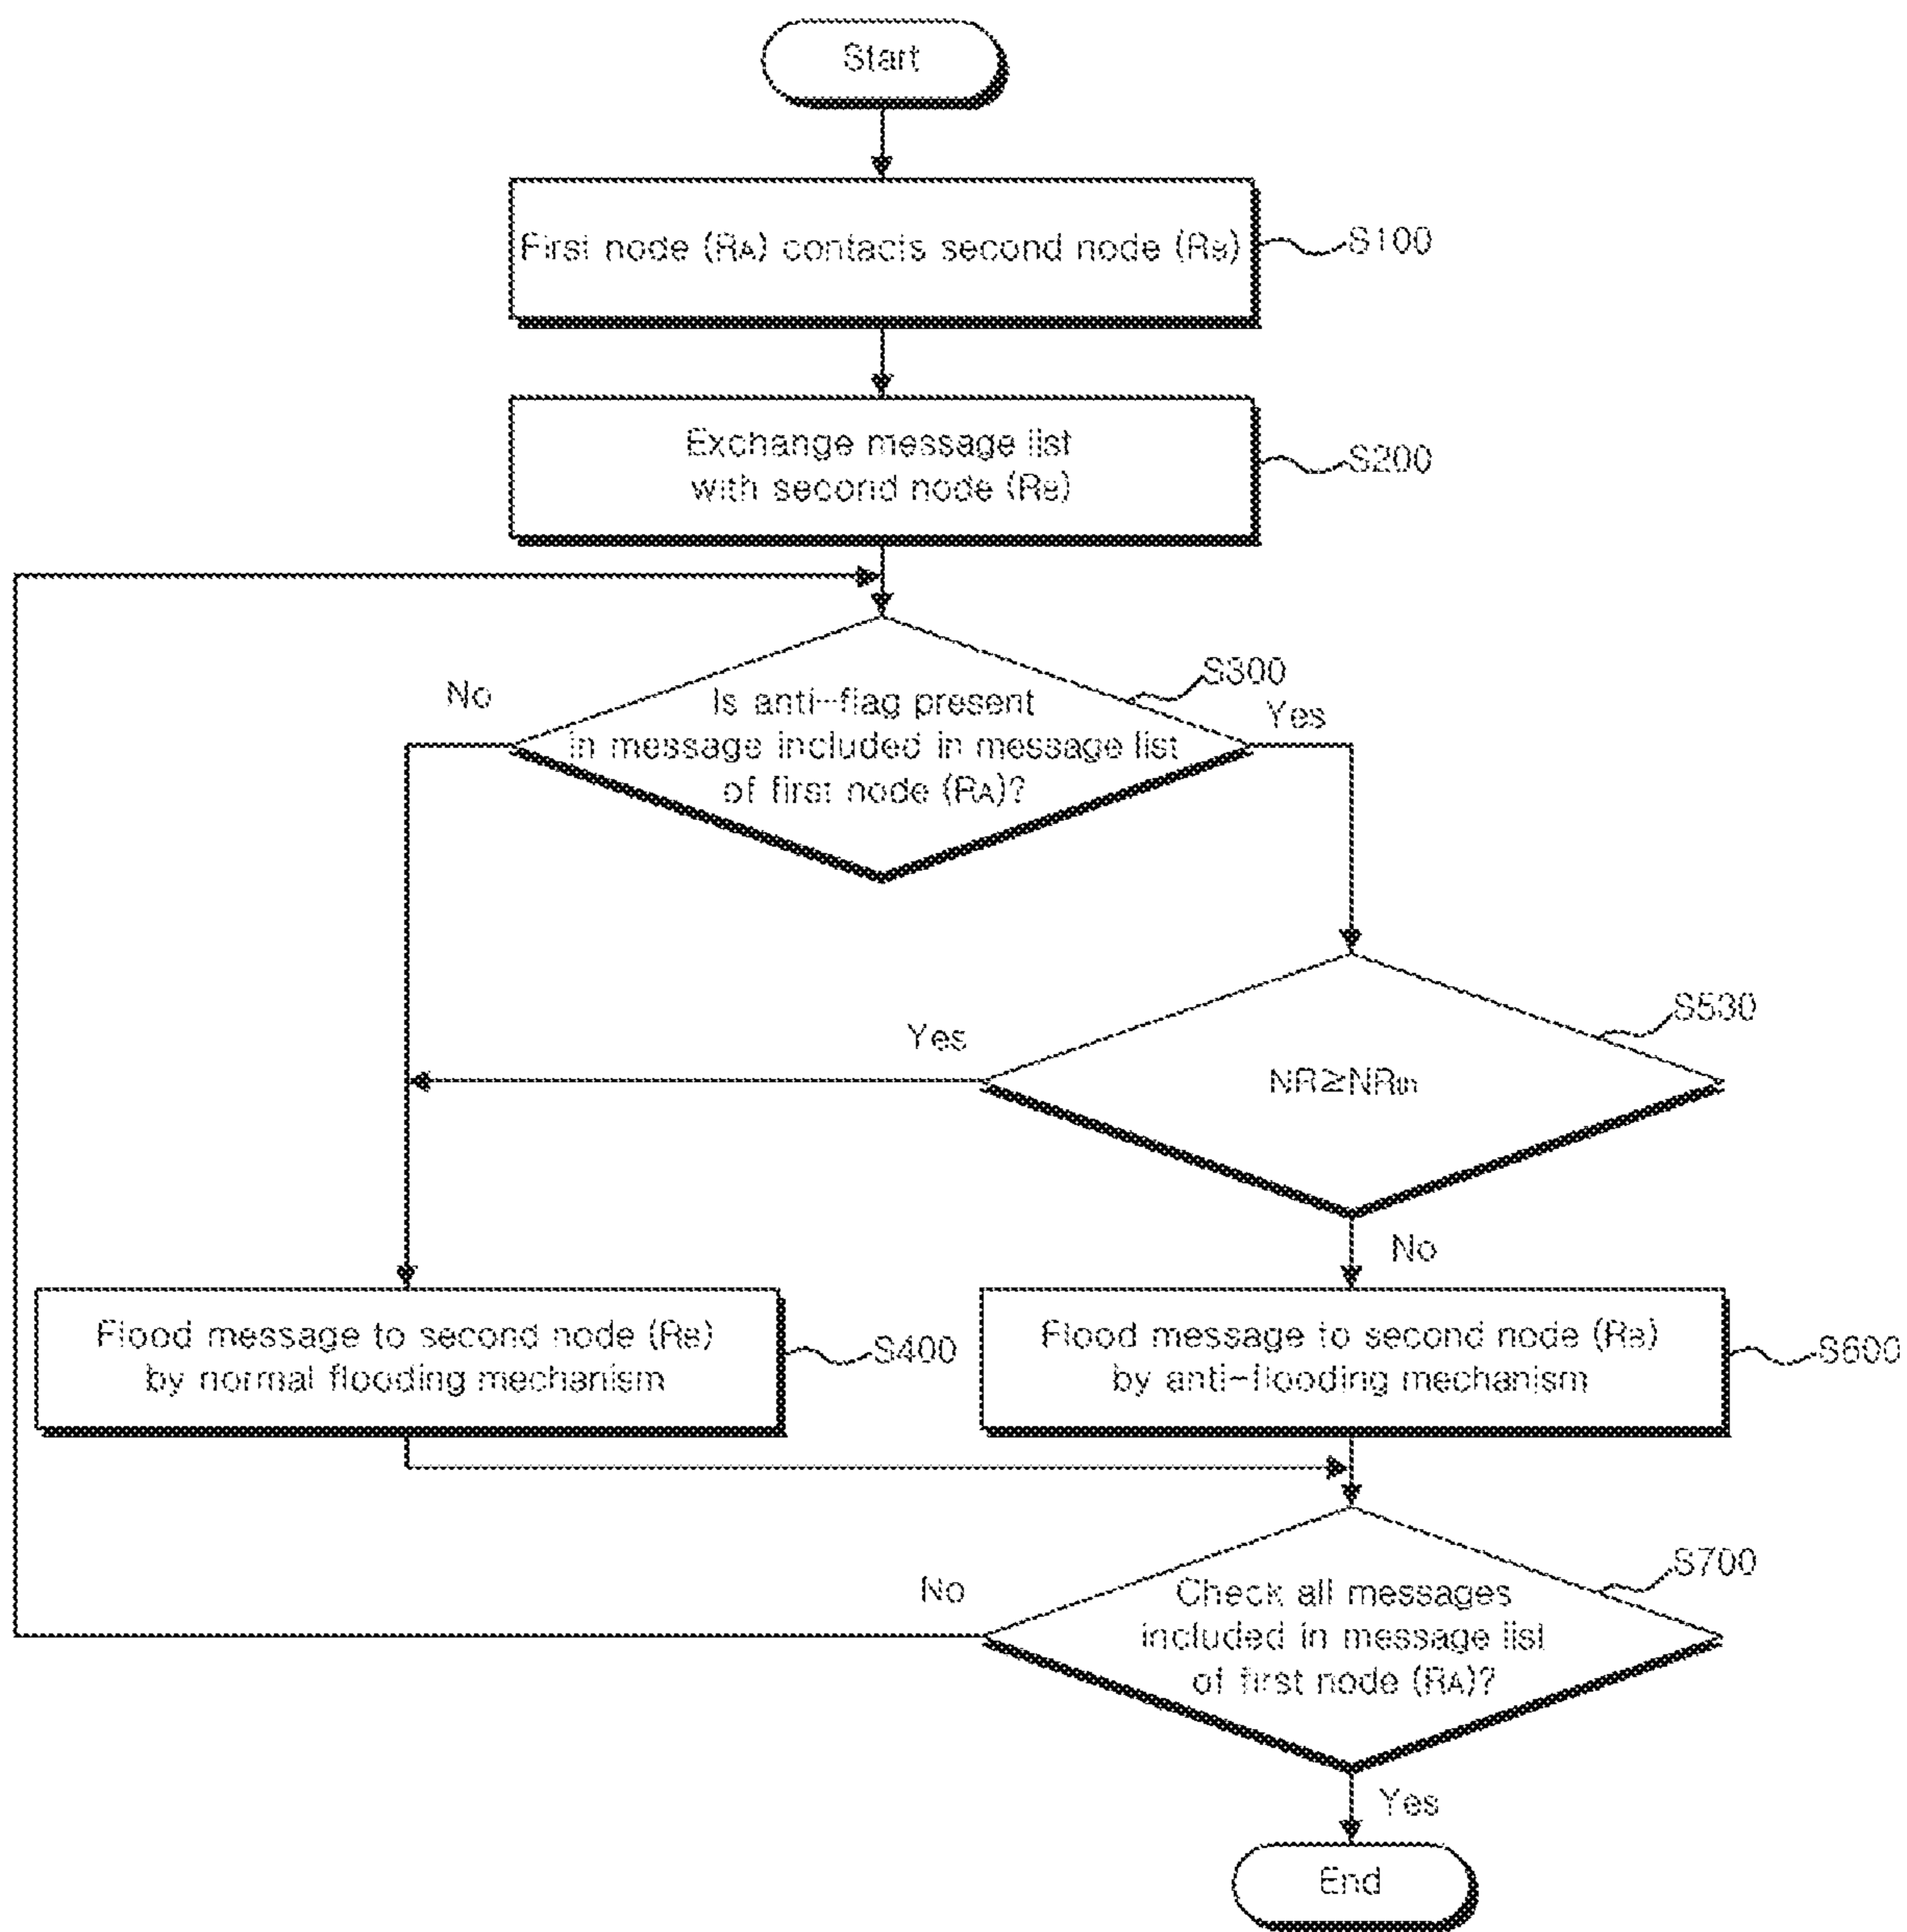 Start
First node (RA) contacts second node (RB)
S100
Exchange message list
with second node (RB)
S200
S300
No
Is anti-flag present
in message included in message list
of first node (RA)?
Yes
S530
Yes
NR≥NRth
No
Flood message to second node (RB)
by normal flooding mechanism
S400
Flood message to second node (RB)
by anti-flooding mechanism
S600
S700
No
Check all messages
included in message list
of first node (RA)?
Yes
End